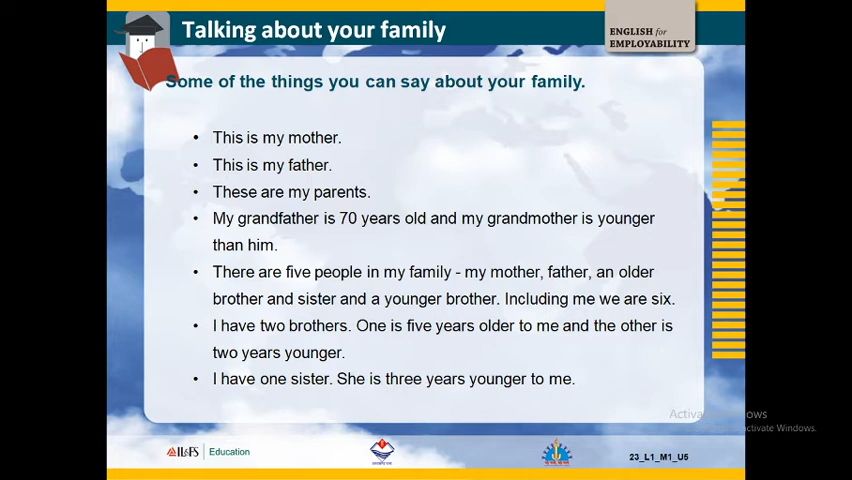 Talking about your family
ENGLISH for
EMPLOYABILITY
Some of the things you can say about your family.
• This is my mother.
• This is my father.
• These are my parents.
• My grandfather is 70 years old and my grandmother is younger
than him.
• There are five people in my family - my mother, father, an older
brother and sister and a younger brother. Including me we are six.
• I have two brothers. One is five years older to me and the other is
two years younger.
• I have one sister. She is three years younger to me.
IL&FS Education
23_L1_M1_U5